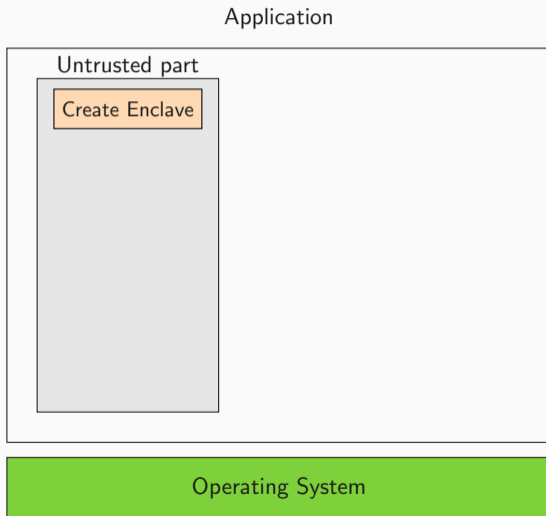 Application
Untrusted part
Create Enclave
Operating System